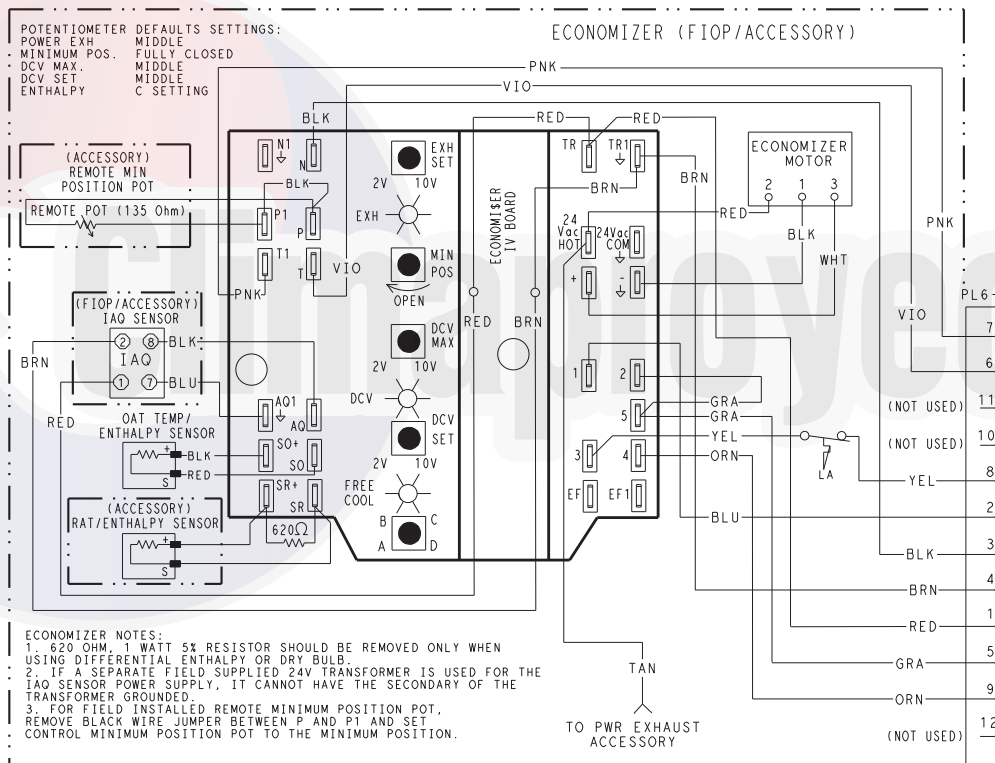 POTENTIOMETER DEFAULTS SETTINGS:
POWER EXH MIDDLE
MINIMUM POS. FULLY CLOSED
DCV MAX. MIDDLE
DCV SET MIDDLE
ENTHALPY C SETTING
ECONOMIZER (FIOP/ACCESSORY)
PNK
VIO
BLK
RED
RED
(ACCESSORY)
REMOTE MIN
POSITION POT
REMOTE POT (135 Ohm)
N1
N
BLK
P1
P
T1
T
VIO
PNK
EXH
SET
2V 10V
EXH
MIN
POS
OPEN
DCV
MAX
2V 10V
DCV
DCV
SET
2V 10V
FREE
COOL
B C
A D
ECONOMI$ER
IV BOARD
RED
BRN
TR
TR1
BRN
BRN
24
Vac
HOT
24Vac
COM
+
-
1
2
5
3
4
EF
EF1
ECONOMIZER
MOTOR
2 1 3
RED
BLK
WHT
PNK
VIO
PL6
7
6
(NOT USED) 11
(NOT USED) 10
YEL 8
2
BLK 3
BRN 4
RED 1
GRA 5
ORN 9
(NOT USED) 12
GRA
GRA
YEL
ORN
LA
BLU
(FIOP/ACCESSORY)
IAQ SENSOR
2 8
IAQ
1 7
BLK
BLU
BRN
RED
AQ1
AQ
SO+
SO
SR+
SR
620Ω
OAT TEMP/
ENTHALPY SENSOR
+
S
BLK
RED
(ACCESSORY)
RAT/ENTHALPY SENSOR
+
S
TAN
TO PWR EXHAUST
ACCESSORY
ECONOMIZER NOTES:
1. 620 OHM, 1 WATT 5% RESISTOR SHOULD BE REMOVED ONLY WHEN
USING DIFFERENTIAL ENTHALPY OR DRY BULB.
2. IF A SEPARATE FIELD SUPPLIED 24V TRANSFORMER IS USED FOR THE
IAQ SENSOR POWER SUPPLY, IT CANNOT HAVE THE SECONDARY OF THE
TRANSFORMER GROUNDED.
3. FOR FIELD INSTALLED REMOTE MINIMUM POSITION POT,
REMOVE BLACK WIRE JUMPER BETWEEN P AND P1 AND SET
CONTROL MINIMUM POSITION POT TO THE MINIMUM POSITION.
Climaproyec